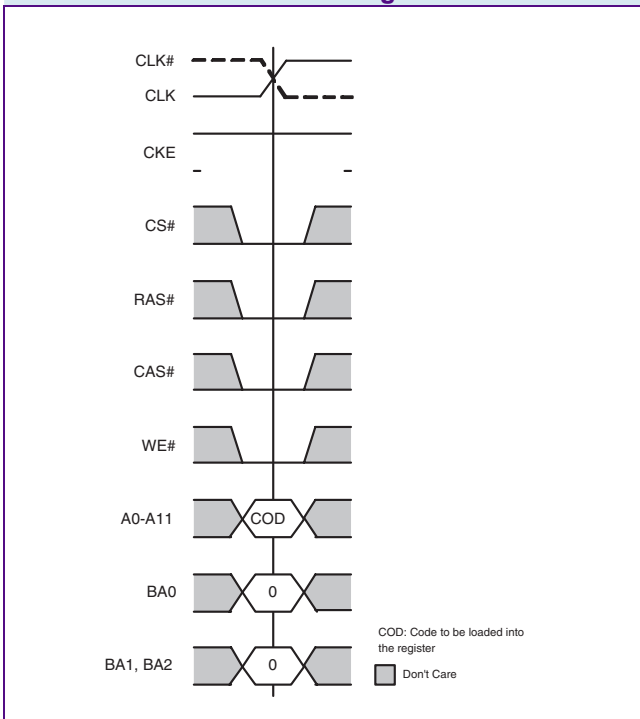 CLK#
CLK
CKE
CS#
RAS#
CAS#
WE#
A0-A11
COD
BA0
0
BA1, BA2
0
COD: Code to be loaded into
the register
Don't Care